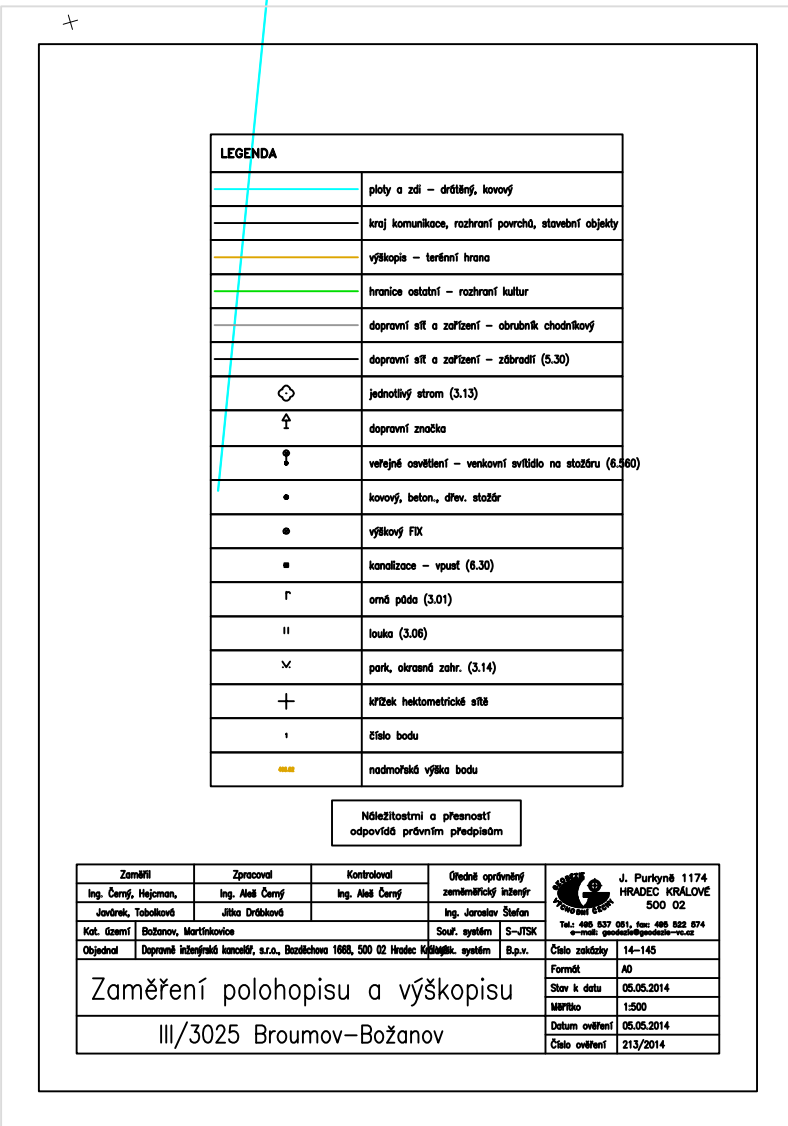 LEGENDA
ploty a zdi – drátěný, kovový
kraj komunikace, rozhraní povrchů, stavební objekty
výškopis – terénní hrana
hranice ostatní – rozhraní kultur
dopravní síť a zařízení – obrubník chodníkový
dopravní síť a zařízení – zábradlí (5.30)
jednotlivý strom (3.13)
dopravní značka
veřejné osvětlení – venkovní svítidlo na stožáru (6.560)
kovový, beton., dřev. stožár
výškový FIX
kanalizace – vpusť (6.30)
orná půda (3.01)
louka (3.06)
park, okrasná zahr. (3.14)
křížek hektometrické sítě
1 číslo bodu
nadmořská výška bodu
Náležitostmi a přesností
odpovídá právním předpisům
Zaměřil Zpracoval Kontroloval Úředně oprávněný
zeměměřický inženýr
Ing. Černý, Hejcman, Ing. Aleš Černý Ing. Aleš Černý
Javůrek, Tobolková Jitka Drábková Ing. Jaroslav Štefan
Kat. území Božanov, Martínkovice Souř. systém S–JTSK
Objednal Dopravně inženýrská kancelář, s.r.o., Bozděchova 1668, 500 02 Hradec Králové systém B.p.v.
GEODEZIE
VÝCHODNÍ ČECHY
J. Purkyně 1174
HRADEC KRÁLOVÉ
500 02
Tel.: 495 537 051, fax: 495 522 574
e–mail: geodezie@geodezie–vc.cz
Číslo zakázky 14–145
Formát A0
Stav k datu 05.05.2014
Měřítko 1:500
Datum ověření 05.05.2014
Číslo ověření 213/2014
Zaměření polohopisu a výškopisu
III/3025 Broumov–Božanov